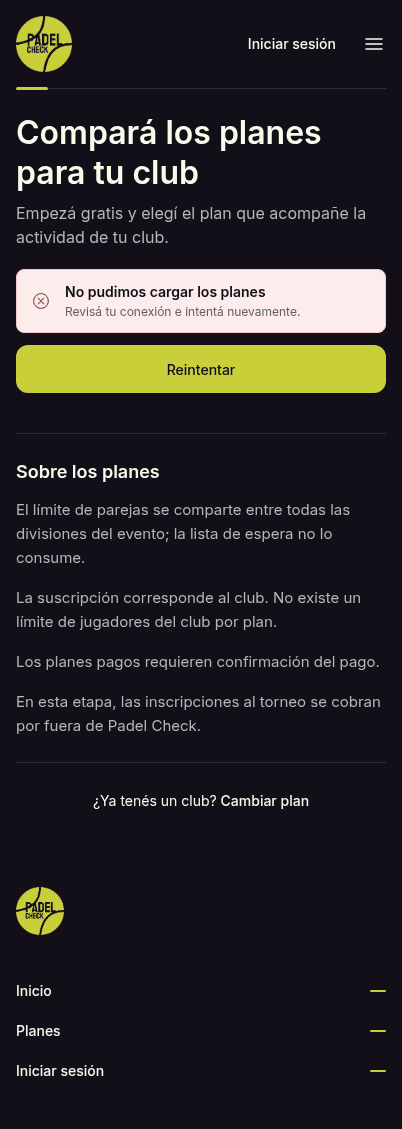 PADEL
CHECK
Iniciar sesión
Compará los planes
para tu club
Empezá gratis y elegí el plan que acompañe la
actividad de tu club.
No pudimos cargar los planes
Revisá tu conexión e intentá nuevamente.
Reintentar
Sobre los planes
El límite de parejas se comparte entre todas las
divisiones del evento; la lista de espera no lo
consume.
La suscripción corresponde al club. No existe un
límite de jugadores del club por plan.
Los planes pagos requieren confirmación del pago.
En esta etapa, las inscripciones al torneo se cobran
por fuera de Padel Check.
¿Ya tenés un club? Cambiar plan
PADEL
CHECK
Inicio
Planes
Iniciar sesión